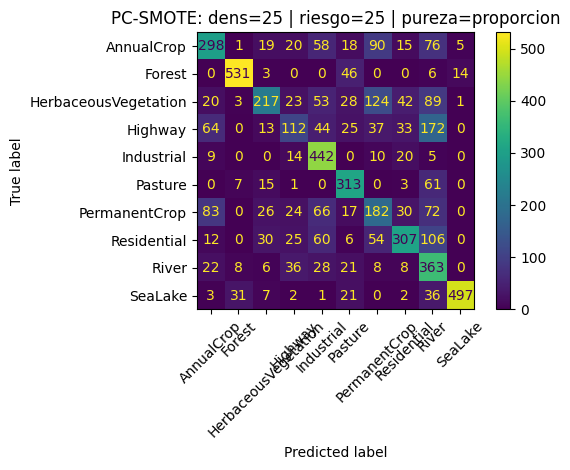 PC-SMOTE: dens=25 | riesgo=25 | pureza=proporcion
True label
AnnualCrop 298 1 19 20 58 18 90 15 76 5
Forest 0 531 3 0 0 46 0 0 6 14
HerbaceousVegetation 20 3 217 23 53 28 124 42 89 1
Highway 64 0 13 112 44 25 37 33 172 0
Industrial 9 0 0 14 442 0 10 20 5 0
Pasture 0 7 15 1 0 313 0 3 61 0
PermanentCrop 83 0 26 24 66 17 182 30 72 0
Residential 12 0 30 25 60 6 54 307 106 0
River 22 8 6 36 28 21 8 8 363 0
SeaLake 3 31 7 2 1 21 0 2 36 497
500
400
300
200
100
0
AnnualCrop
Forest
HerbaceousVegetation
Highway
Industrial
Pasture
PermanentCrop
Residential
River
SeaLake
Predicted label